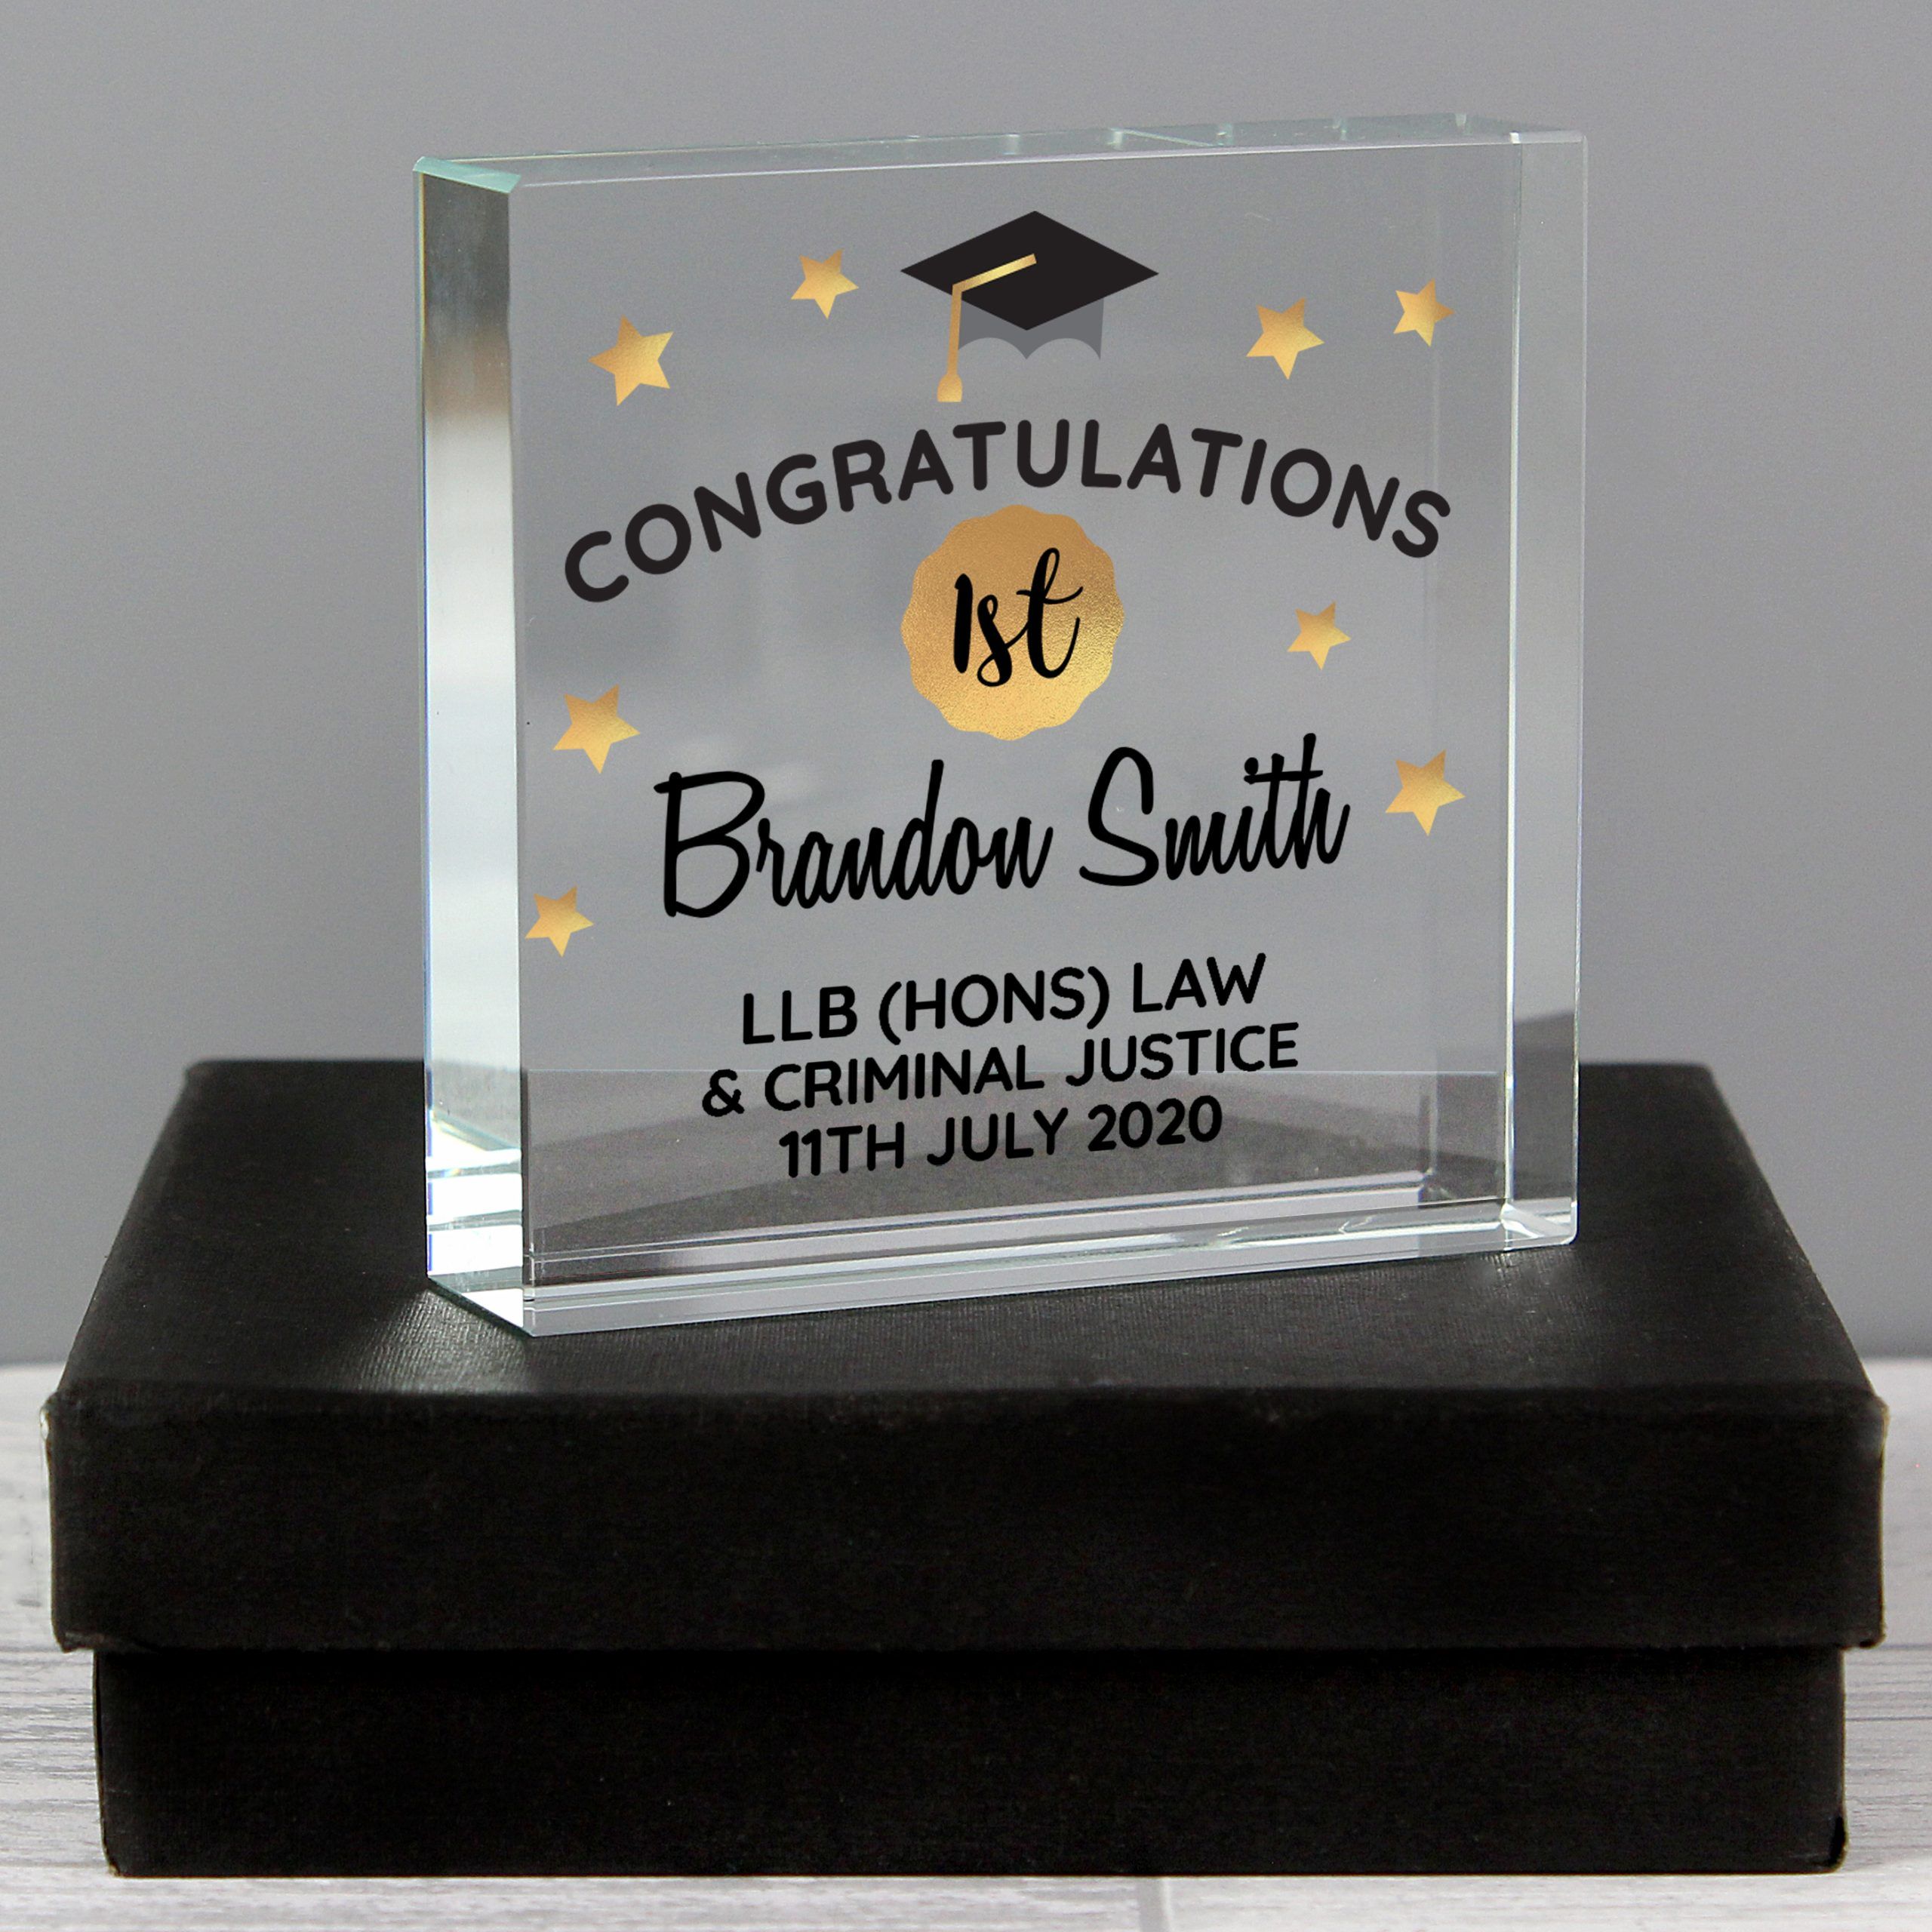 CONGRATULATIONS
1st
Brandon Smith
LLB (HONS) LAW
& CRIMINAL JUSTICE
11TH JULY 2020